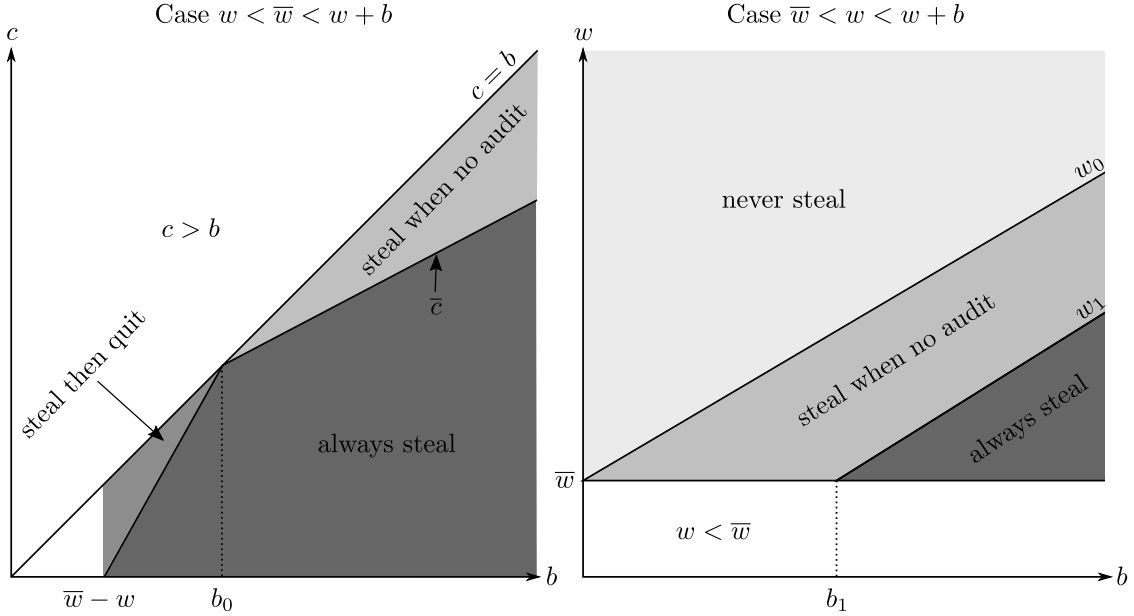 Case w < w̅ < w + b
c
c = b
steal when no audit
c > b
c̅
steal then quit
always steal
w̅ − w
b₀
b
Case w̅ < w < w + b
w
w₀
never steal
w₁
steal when no audit
always steal
w̅
w < w̅
b₁
b